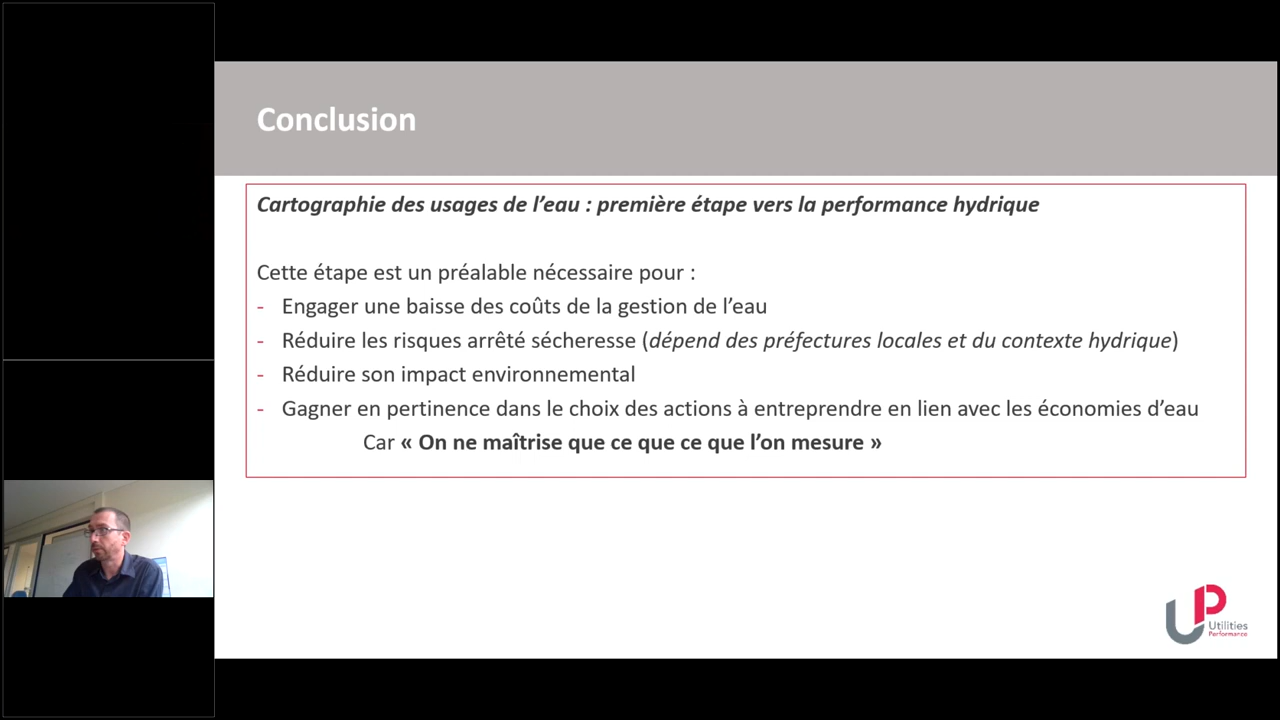 Conclusion
Cartographie des usages de l’eau : première étape vers la performance hydrique
Cette étape est un préalable nécessaire pour :
- Engager une baisse des coûts de la gestion de l’eau
- Réduire les risques arrêté sécheresse (dépend des préfectures locales et du contexte hydrique)
- Réduire son impact environnemental
- Gagner en pertinence dans le choix des actions à entreprendre en lien avec les économies d’eau
Car « On ne maîtrise que ce que ce que l’on mesure »
UP
Utilities
Performance